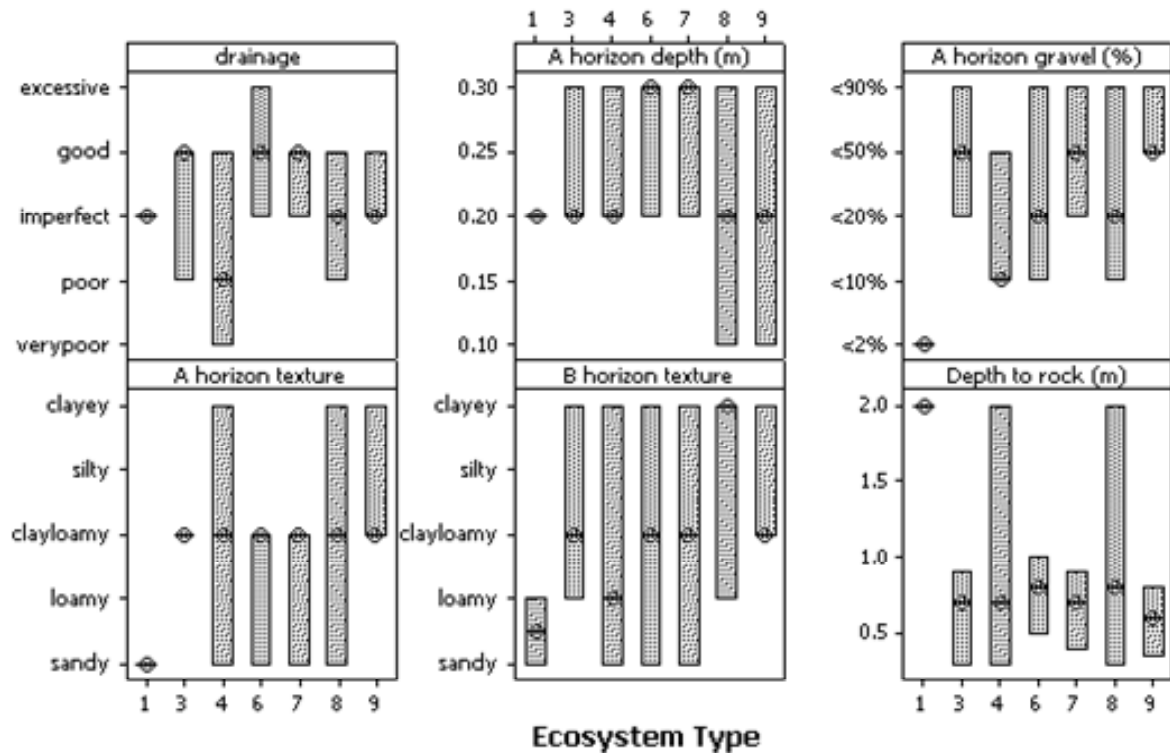 1 3 4 6 7 8 9
drainage
A horizon depth (m)
A horizon gravel (%)
excessive
good
imperfect
poor
verypoor
0.30
0.25
0.20
0.15
0.10
<90%
<50%
<20%
<10%
<2%
A horizon texture
B horizon texture
Depth to rock (m)
clayey
silty
clayloamy
loamy
sandy
clayey
silty
clayloamy
loamy
sandy
2.0
1.5
1.0
0.5
1 3 4 6 7 8 9
1 3 4 6 7 8 9
Ecosystem Type